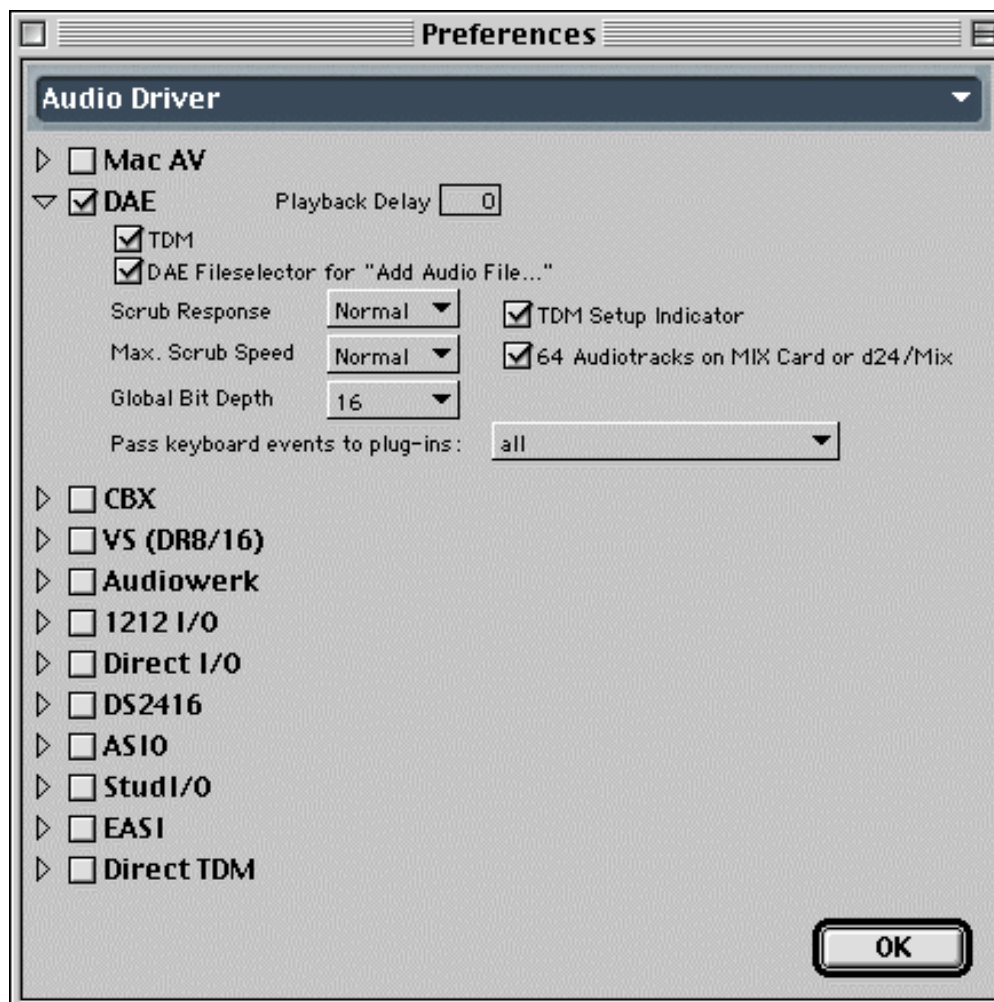 Preferences
Audio Driver
Mac AV
DAE Playback Delay 0
TDM
DAE Fileselector for "Add Audio File..."
Scrub Response Normal TDM Setup Indicator
Max. Scrub Speed Normal 64 Audiotracks on MIX Card or d24/Mix
Global Bit Depth 16
Pass keyboard events to plug-ins: all
CBX
VS (DR8/16)
Audiowerk
1212 I/O
Direct I/O
DS2416
ASIO
StudI/O
EASI
Direct TDM
OK